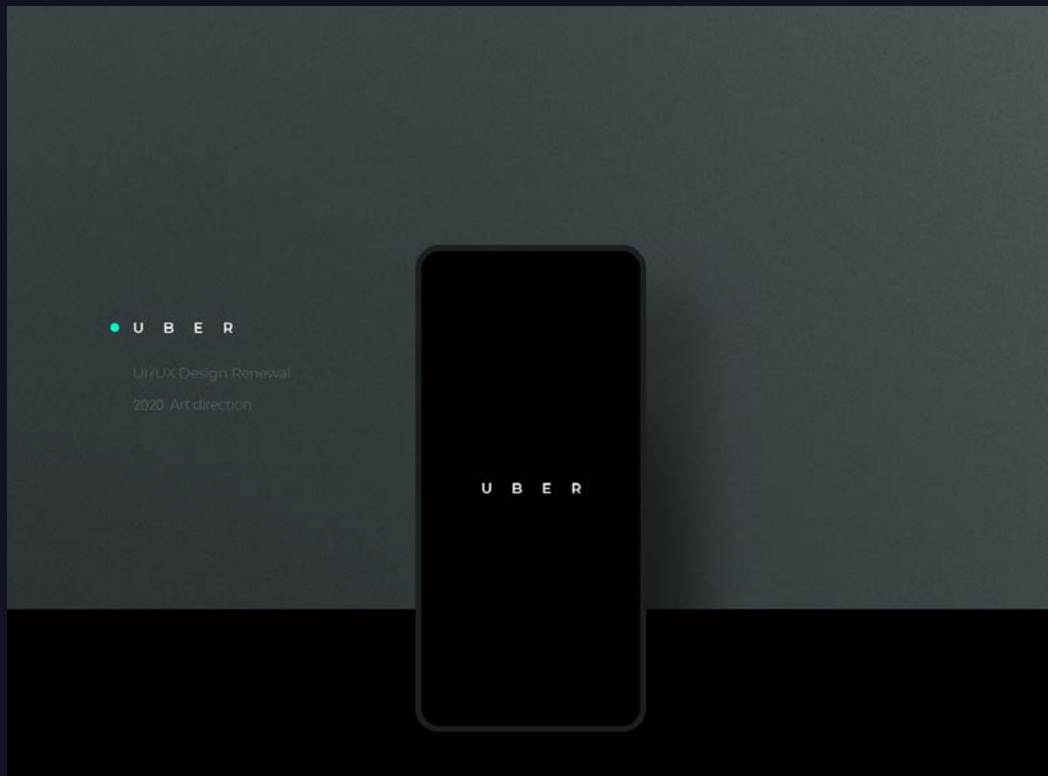 U B E R
UI/UX Design Renewal
2020 Art direction
U B E R